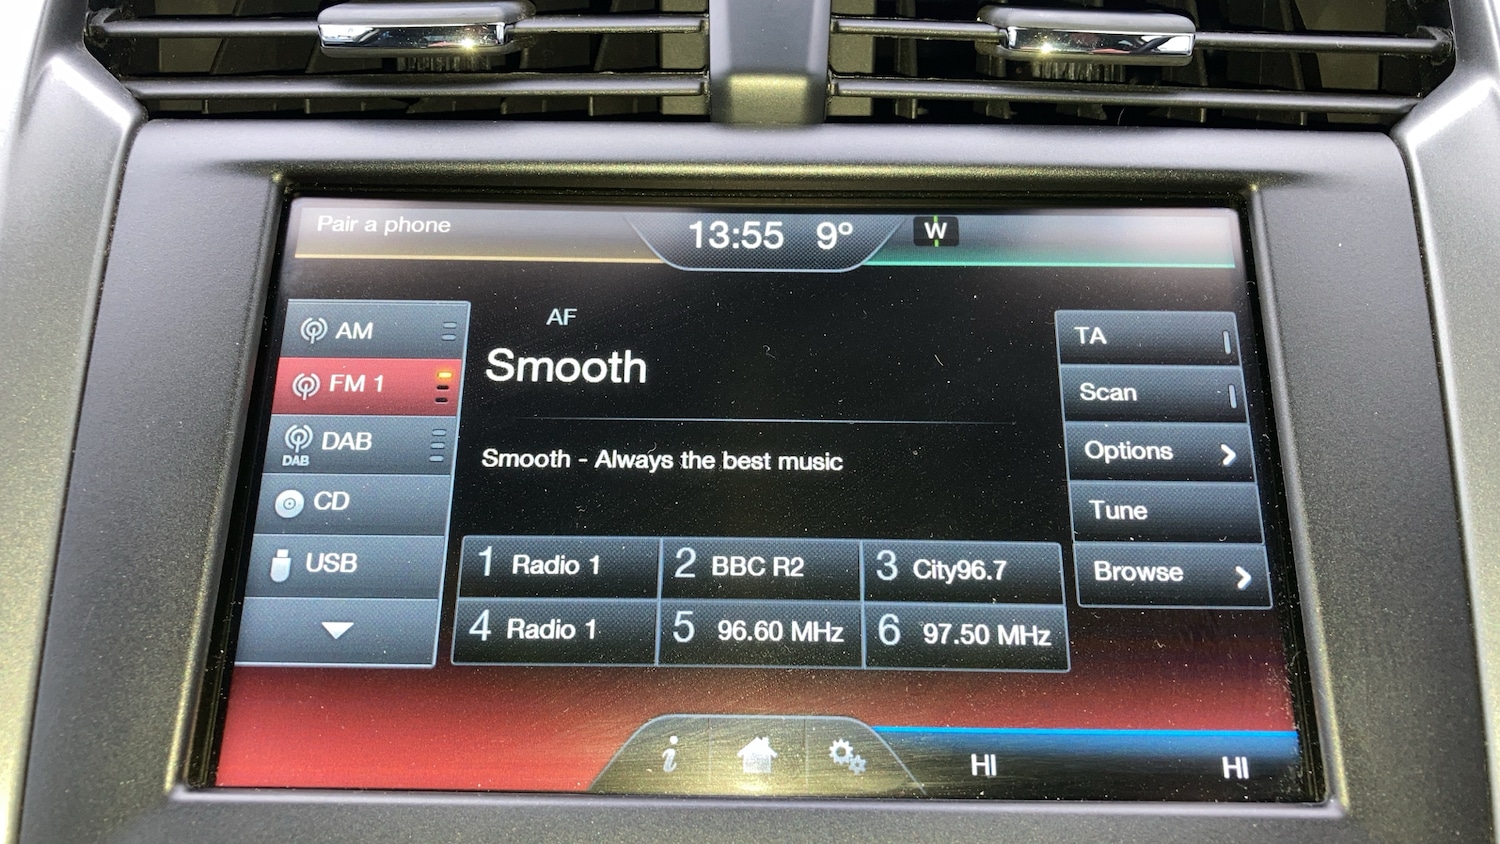 Pair a phone
13:55 9° W
AM
FM 1
DAB
DAB
CD
USB
AF
Smooth
Smooth - Always the best music
1 Radio 1
2 BBC R2
3 City96.7
4 Radio 1
5 96.60 MHz
6 97.50 MHz
TA
Scan
Options
Tune
Browse
i
HI
HI